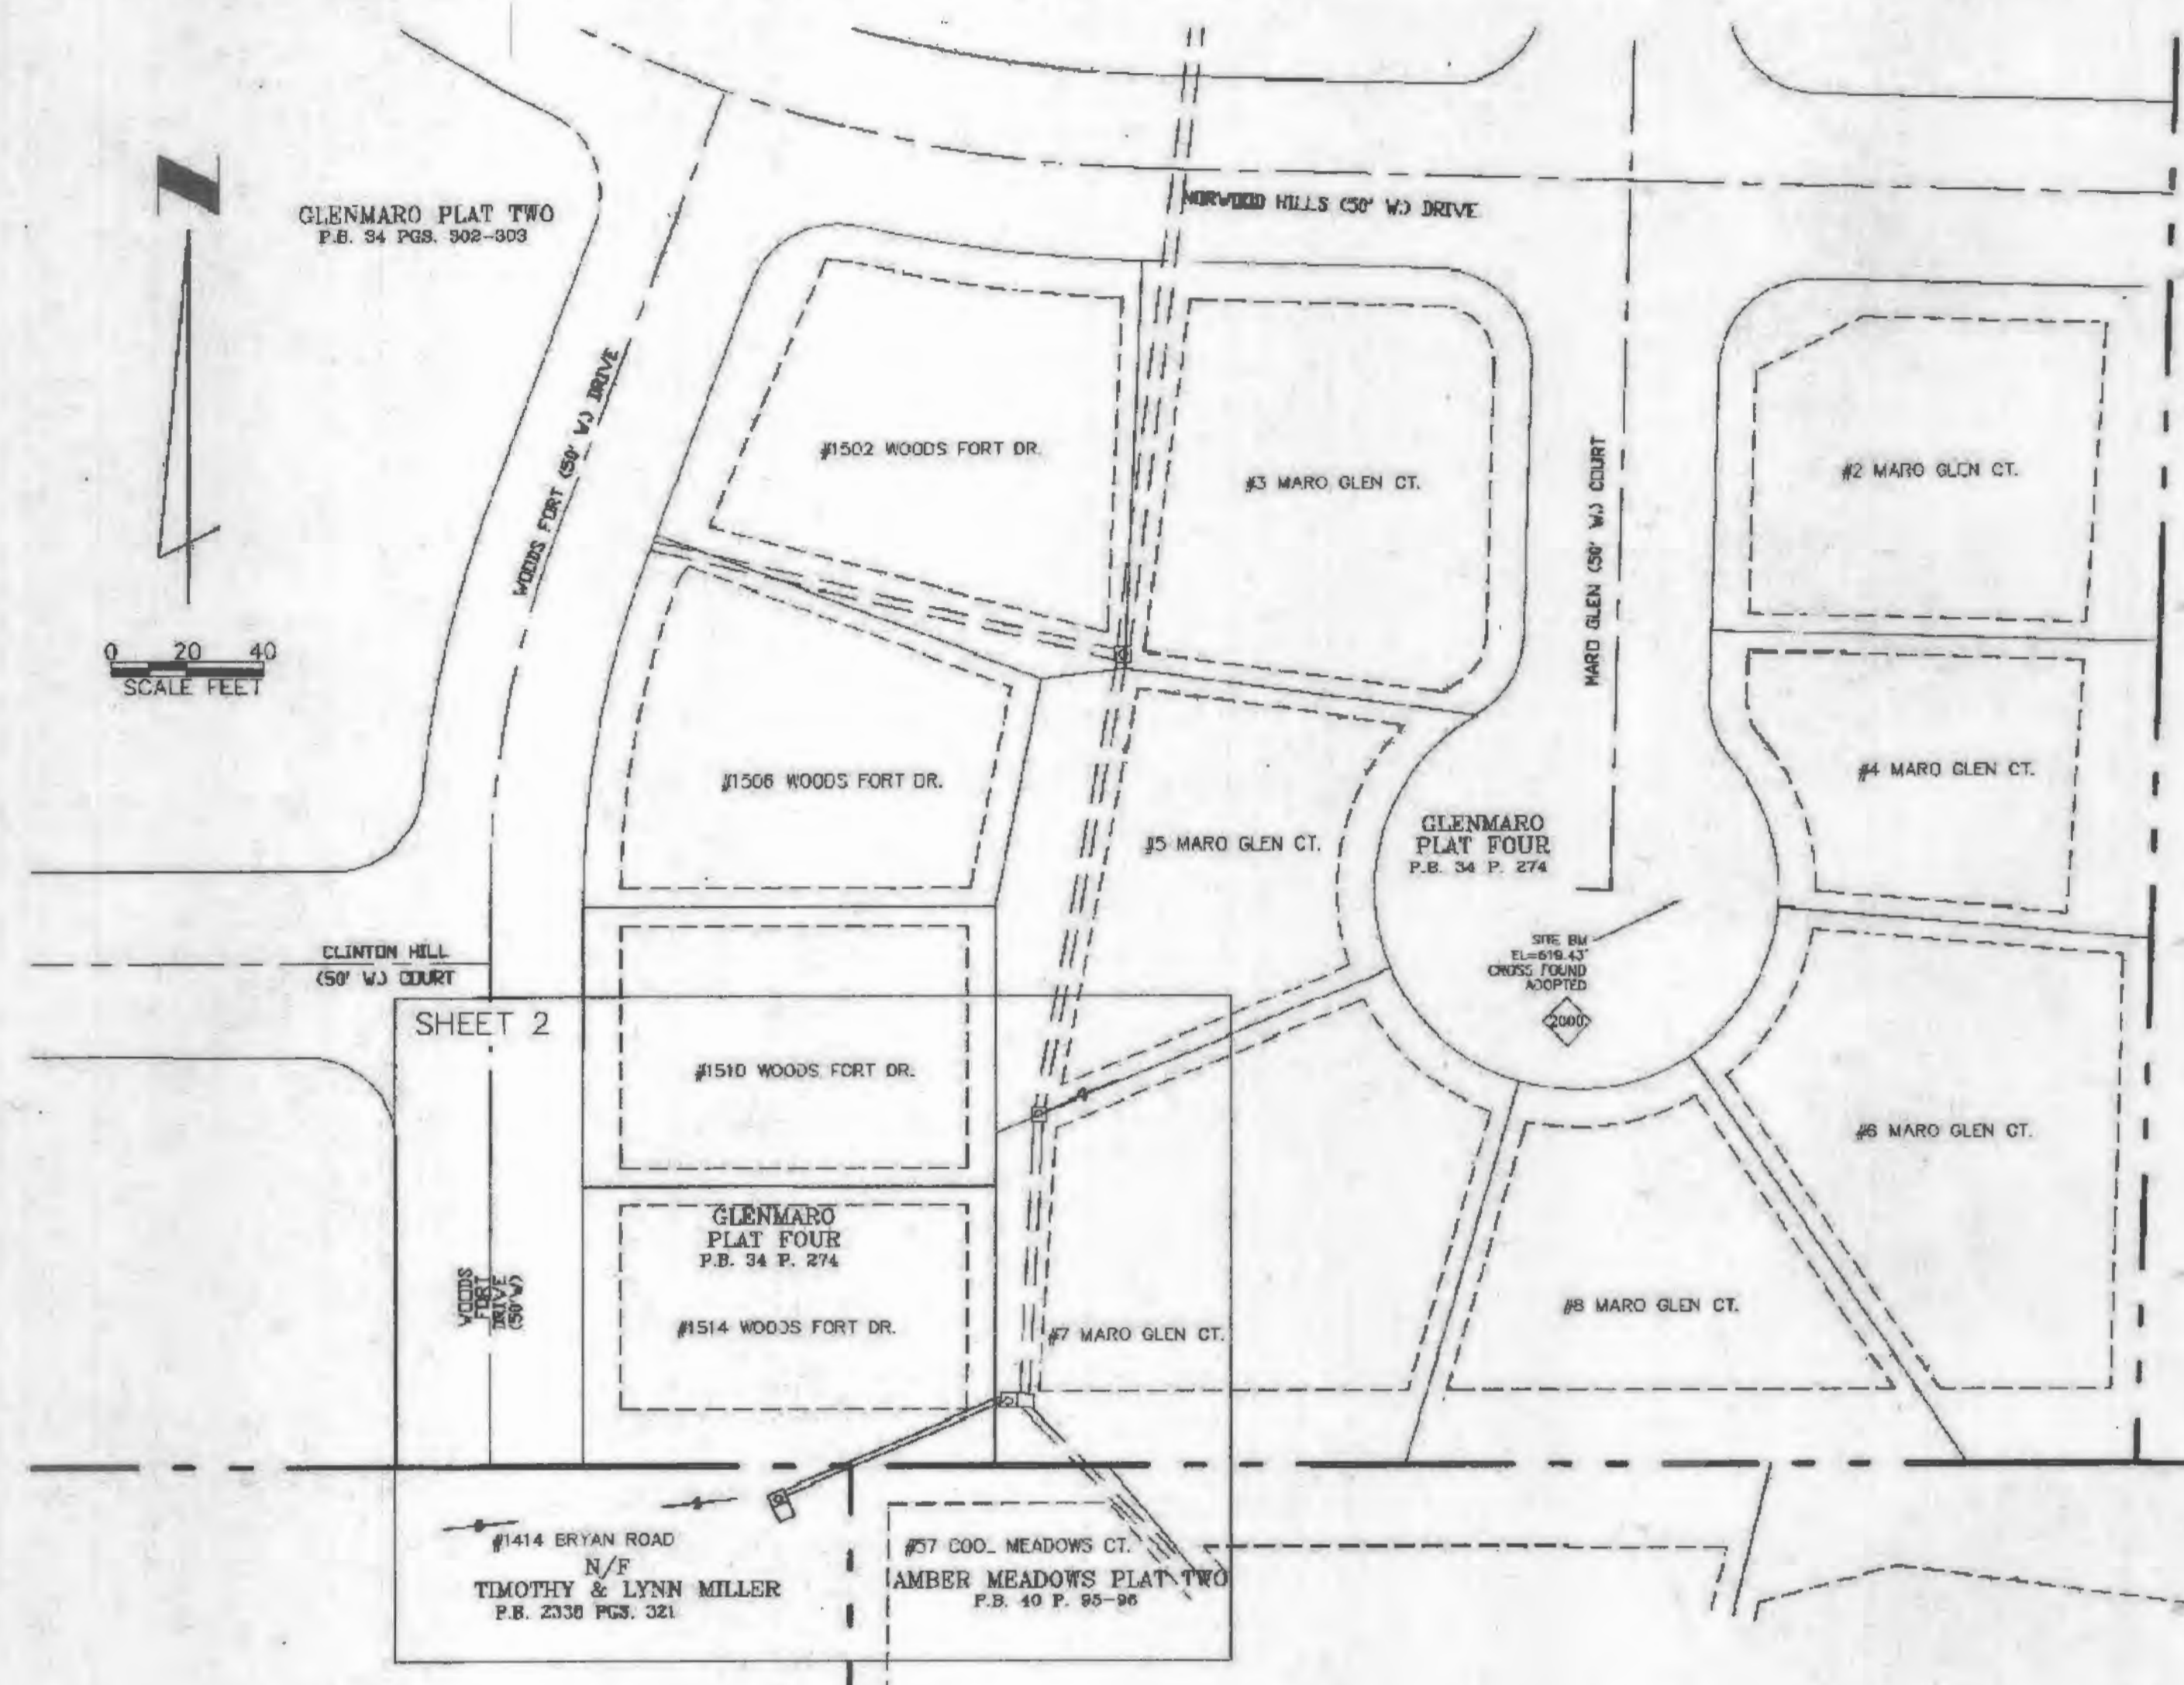 GLENMARO PLAT TWO
P.B. 34 PGS. 302-303
NORWOOD HILLS (50' W.) DRIVE
WOODS FORT (50' W.) DRIVE
#1502 WOODS FORT DR.
#3 MARO GLEN CT.
MARO GLEN (50' W.) COURT
#2 MARO GLEN CT.
0 20 40
SCALE FEET
#1506 WOODS FORT DR.
#5 MARO GLEN CT.
GLENMARO
PLAT FOUR
P.B. 34 P. 274
#4 MARO GLEN CT.
CLINTON HILL
(50' W.) COURT
SITE BM
EL=619.43'
CROSS FOUND
ADOPTED
2000
SHEET 2
#1510 WOODS FORT DR.
#6 MARO GLEN CT.
GLENMARO
PLAT FOUR
P.B. 34 P. 274
WOODS
FORT
DRIVE
(50'W)
#1514 WOODS FORT DR.
#7 MARO GLEN CT.
#8 MARO GLEN CT.
#1414 BRYAN ROAD
N/F
TIMOTHY & LYNN MILLER
P.B. 2338 PGS. 321
#57 COOL MEADOWS CT.
AMBER MEADOWS PLAT TWO
P.B. 40 P. 95-96